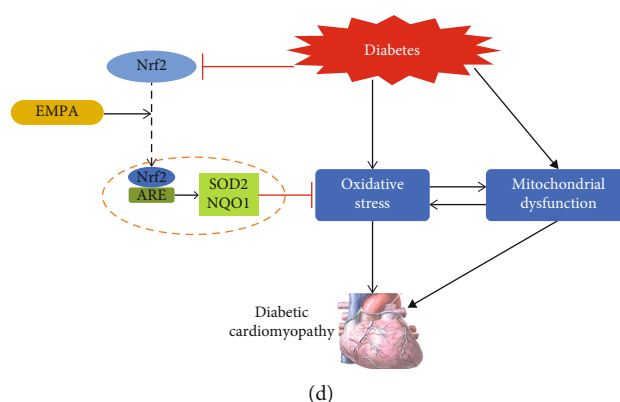 Diabetes
Nrf2
EMPA
Nrf2
ARE
SOD2
NQO1
Oxidative
stress
Mitochondrial
dysfunction
Diabetic
cardiomyopathy
(d)